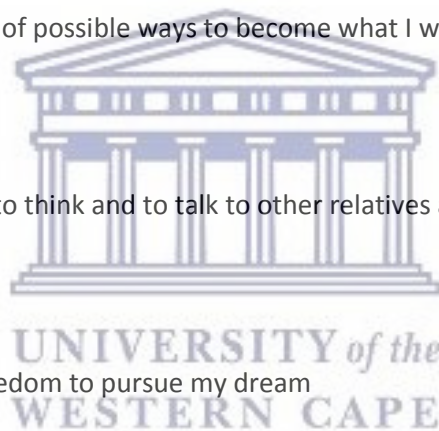 of possible ways to become what I w
to think and to talk to other relatives
UNIVERSITY of the
edom to pursue my dream
WESTERN CAPE